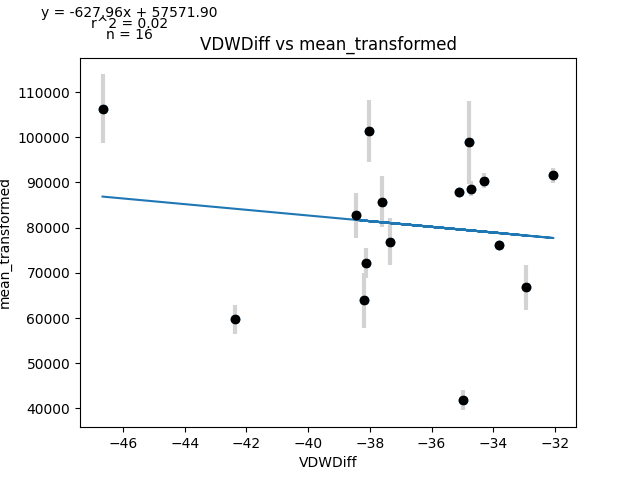 y = -627.96x + 57571.90
r^2 = 0.02
n = 16
VDWDiff vs mean_transformed
110000
100000
90000
80000
70000
60000
50000
40000
mean_transformed
−46
−44
−42
−40
−38
−36
−34
−32
VDWDiff